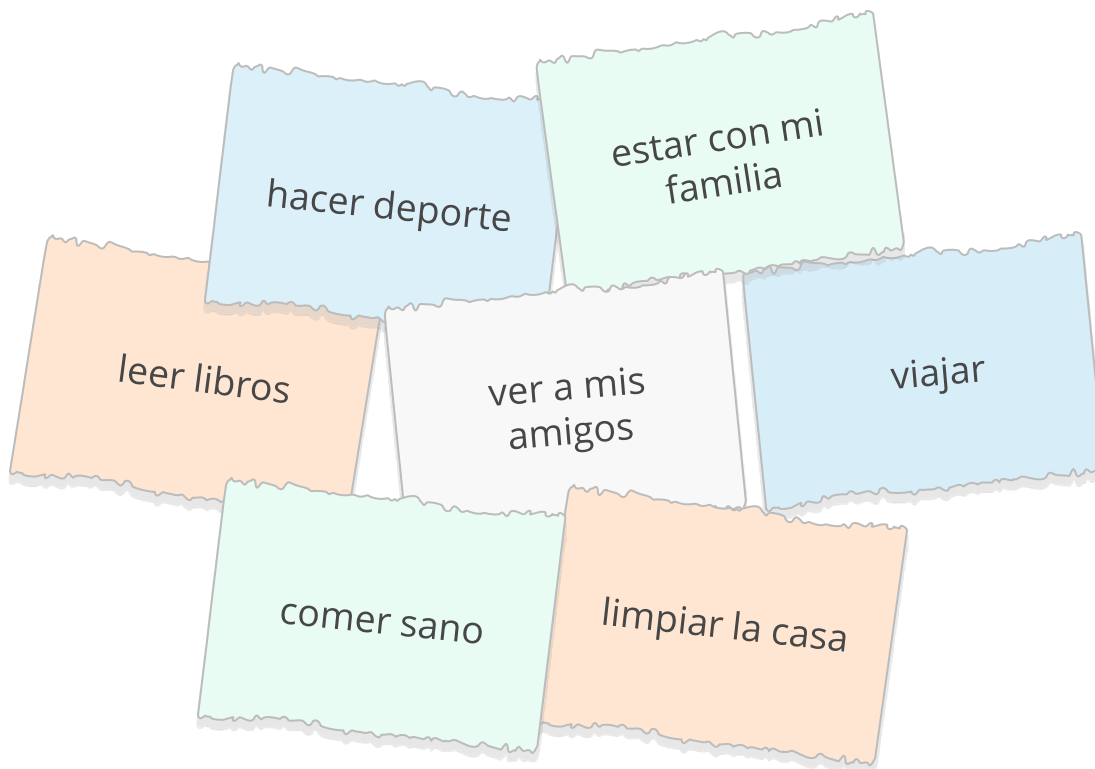 hacer deporte
estar con mi
familia
leer libros
ver a mis
amigos
viajar
comer sano
limpiar la casa